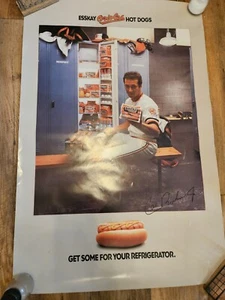 ESSKAY Orioles HOT DOGS
GET SOME FOR YOUR REFRIGERATOR.